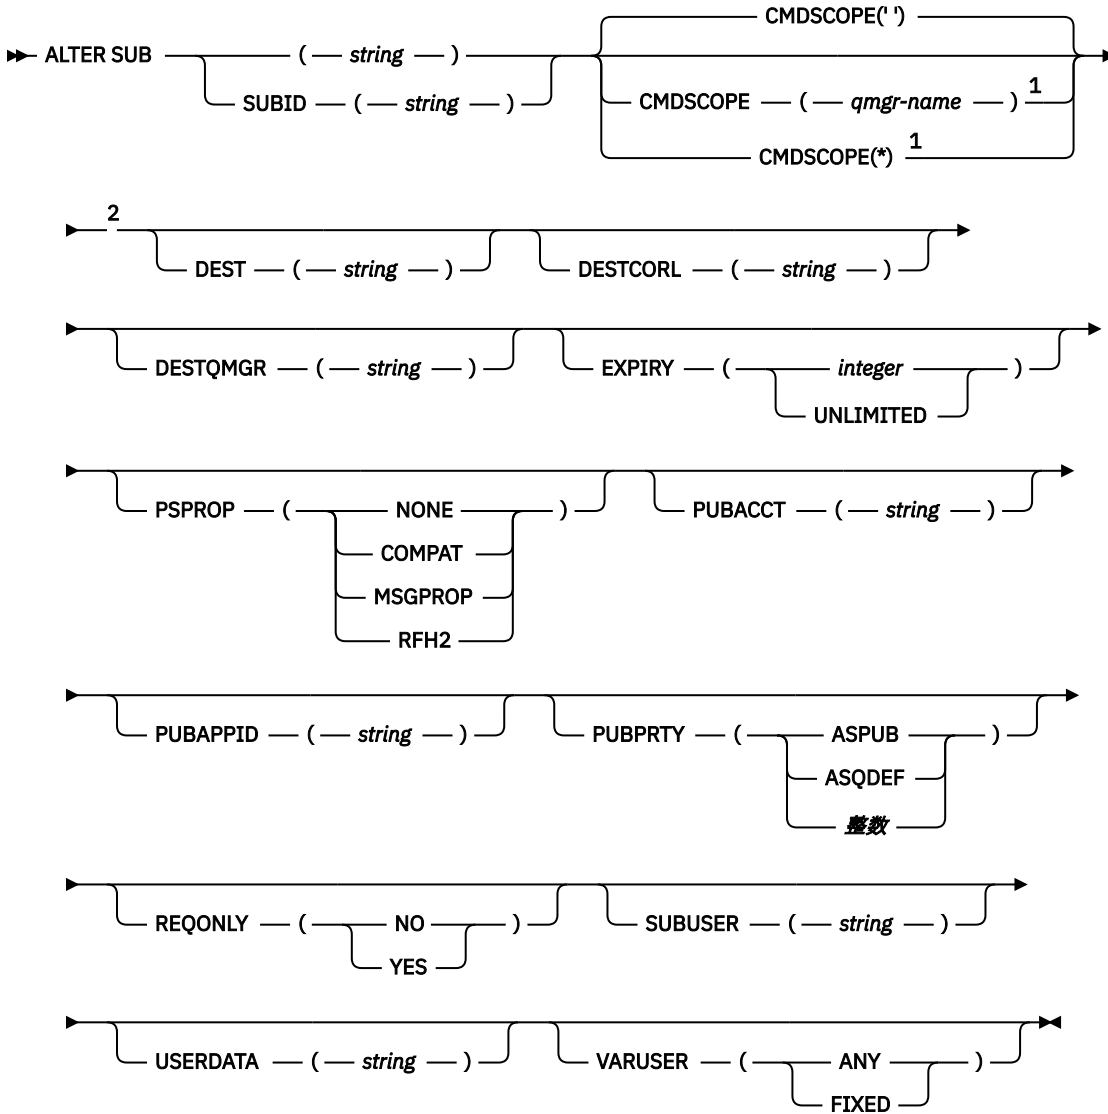 CMDSCOPE(' ')
ALTER SUB ( string )
SUBID ( string )
CMDSCOPE ( qmgr-name ) 1
CMDSCOPE(*) 1
2
DEST ( string ) DESTCORL ( string )
DESTQMGR ( string ) EXPIRY ( integer )
UNLIMITED
PSPROP ( NONE ) PUBACCT ( string )
COMPAT
MSGPROP
RFH2
PUBAPPID ( string ) PUBPRTY ( ASPUB )
ASQDEF
整数
REQONLY ( NO ) SUBUSER ( string )
YES
USERDATA ( string ) VARUSER ( ANY )
FIXED